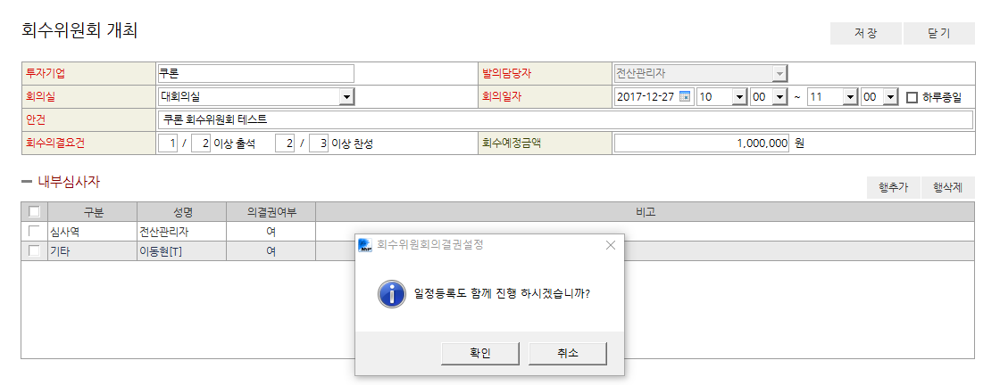 회수위원회 개최
저 장 닫 기
투자기업 쿠론 발의담당자 전산관리자
회의실 대회의실 회의일자 2017-12-27 10 00 ~ 11 00 하루종일
안건 쿠론 회수위원회 테스트
회수의결요건 1 / 2 이상 출석 2 / 3 이상 찬성 회수예정금액 1,000,000 원
내부심사자 행추가 행삭제
구분 성명 의결권여부 비고
심사역 전산관리자 여
기타 이동현[T] 여
회수위원회의결권설정
일정등록도 함께 진행 하시겠습니까?
확인 취소